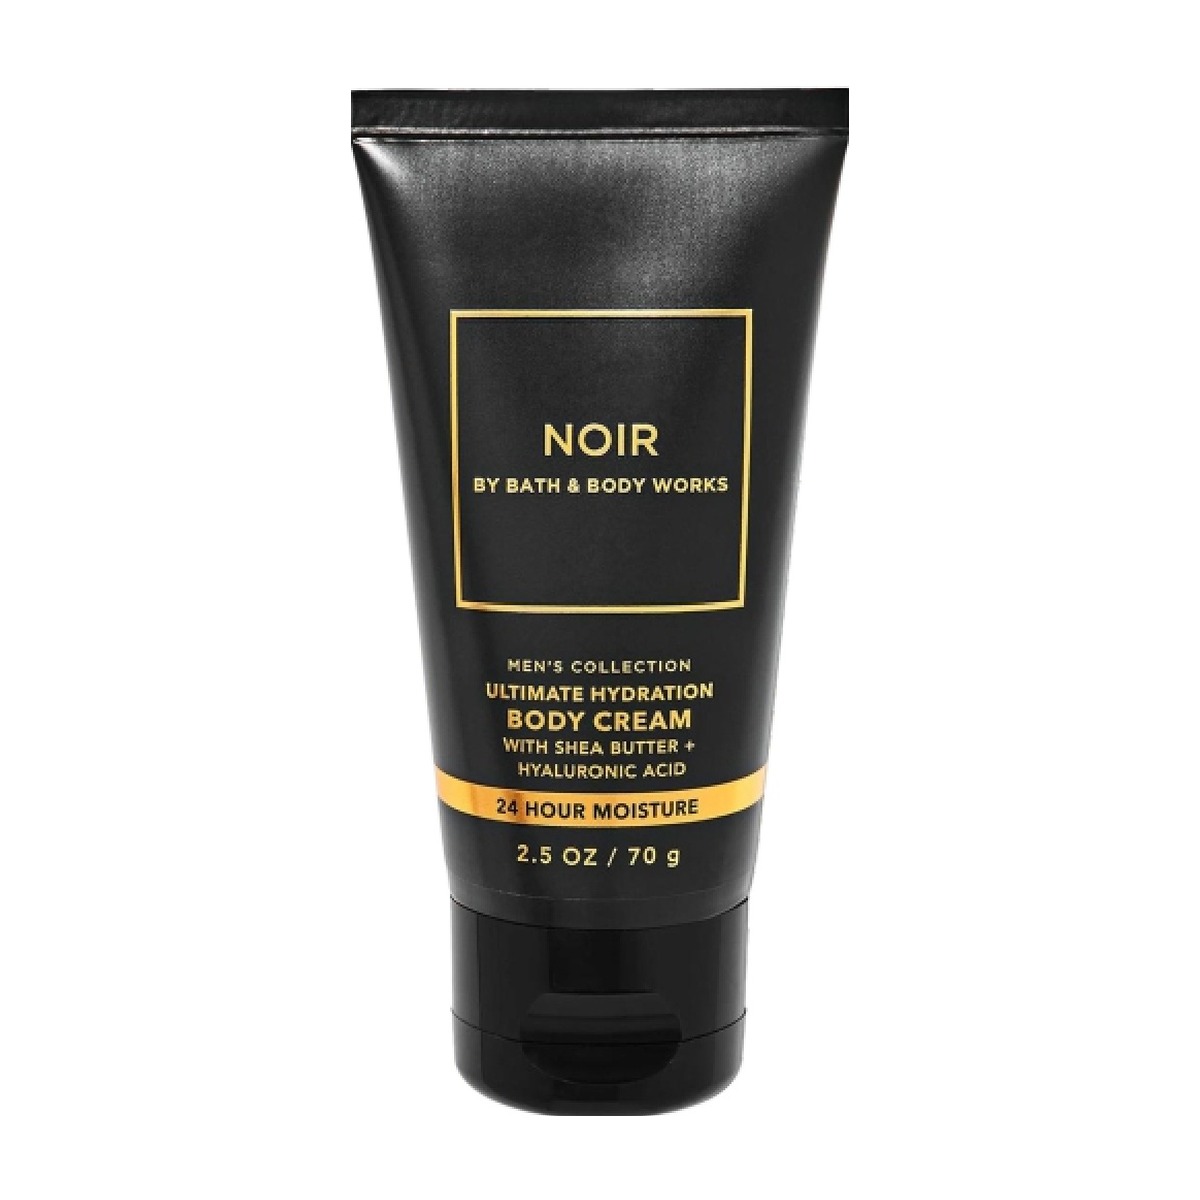 NOIR
BY BATH & BODY WORKS
MEN'S COLLECTION
ULTIMATE HYDRATION
BODY CREAM
WITH SHEA BUTTER +
HYALURONIC ACID
24 HOUR MOISTURE
2.5 OZ / 70 g